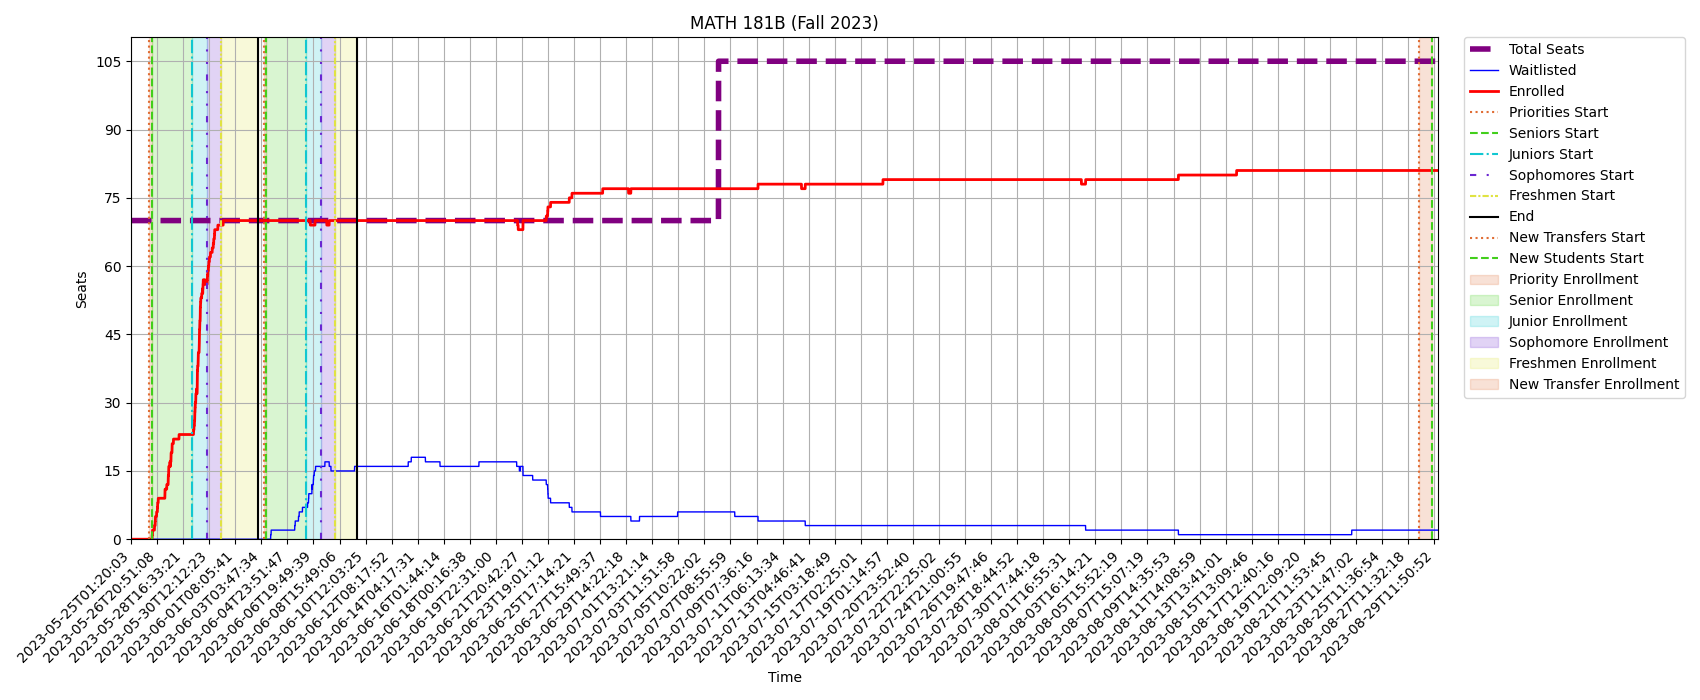 MATH 181B (Fall 2023)
105
90
75
60
45
30
15
0
Seats
2023-05-25T01:20:03
2023-05-26T20:51:08
2023-05-28T16:33:21
2023-05-30T12:12:23
2023-06-01T08:05:41
2023-06-03T03:47:34
2023-06-04T23:51:47
2023-06-06T19:49:39
2023-06-08T15:49:06
2023-06-10T12:03:25
2023-06-12T08:17:52
2023-06-14T04:17:31
2023-06-16T01:44:14
2023-06-18T00:16:38
2023-06-19T22:31:00
2023-06-21T20:42:27
2023-06-23T19:01:12
2023-06-25T17:14:21
2023-06-27T15:49:37
2023-06-29T14:22:18
2023-07-01T13:21:14
2023-07-03T11:51:58
2023-07-05T10:22:02
2023-07-07T08:55:59
2023-07-09T07:36:16
2023-07-11T06:13:34
2023-07-13T04:46:41
2023-07-15T03:18:49
2023-07-17T02:25:01
2023-07-19T01:14:57
2023-07-20T23:52:40
2023-07-22T22:25:02
2023-07-24T21:00:55
2023-07-26T19:47:46
2023-07-28T18:44:52
2023-07-30T17:44:18
2023-08-01T16:55:31
2023-08-03T16:14:21
2023-08-05T15:52:19
2023-08-07T15:07:19
2023-08-09T14:35:53
2023-08-11T14:08:59
2023-08-13T13:41:01
2023-08-15T13:09:46
2023-08-17T12:40:16
2023-08-19T12:09:20
2023-08-21T11:53:45
2023-08-23T11:47:02
2023-08-25T11:36:54
2023-08-27T11:32:18
2023-08-29T11:50:52
Time
Total Seats
Waitlisted
Enrolled
Priorities Start
Seniors Start
Juniors Start
Sophomores Start
Freshmen Start
End
New Transfers Start
New Students Start
Priority Enrollment
Senior Enrollment
Junior Enrollment
Sophomore Enrollment
Freshmen Enrollment
New Transfer Enrollment